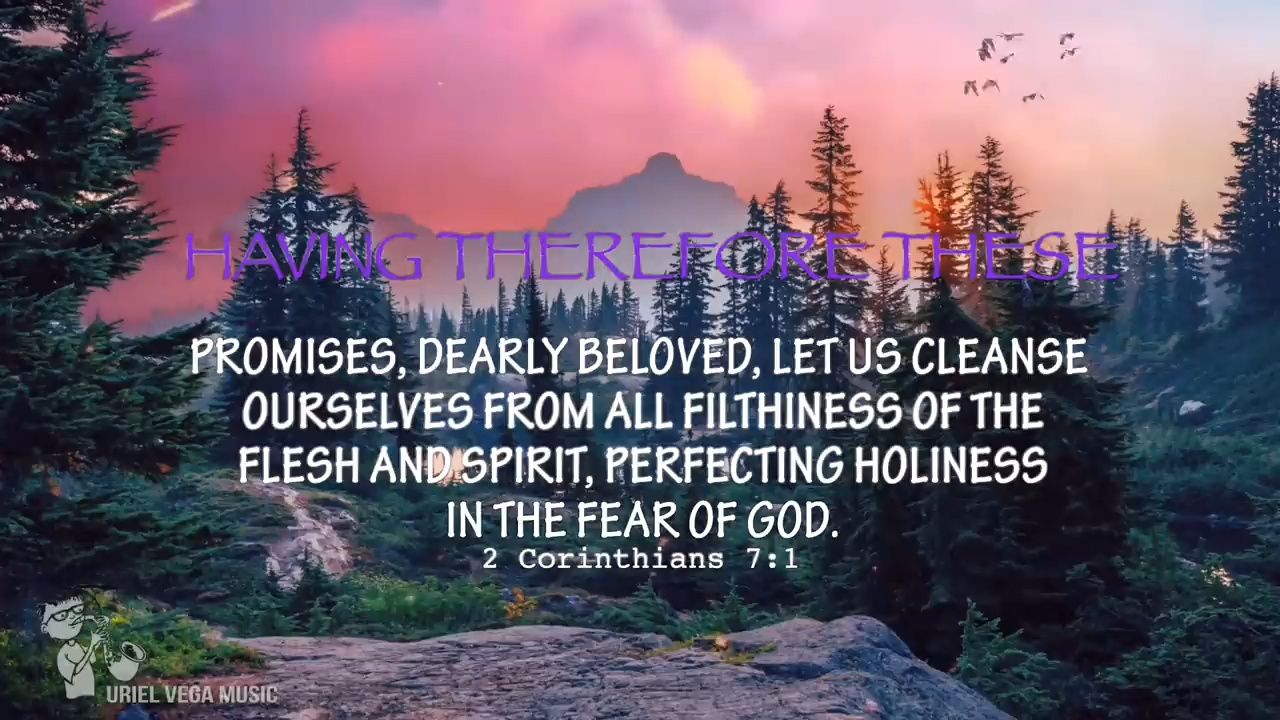 HAVING THEREFORE THESE
PROMISES, DEARLY BELOVED, LET US CLEANSE
OURSELVES FROM ALL FILTHINESS OF THE
FLESH AND SPIRIT, PERFECTING HOLINESS
IN THE FEAR OF GOD.
2 Corinthians 7:1
URIEL VEGA MUSIC